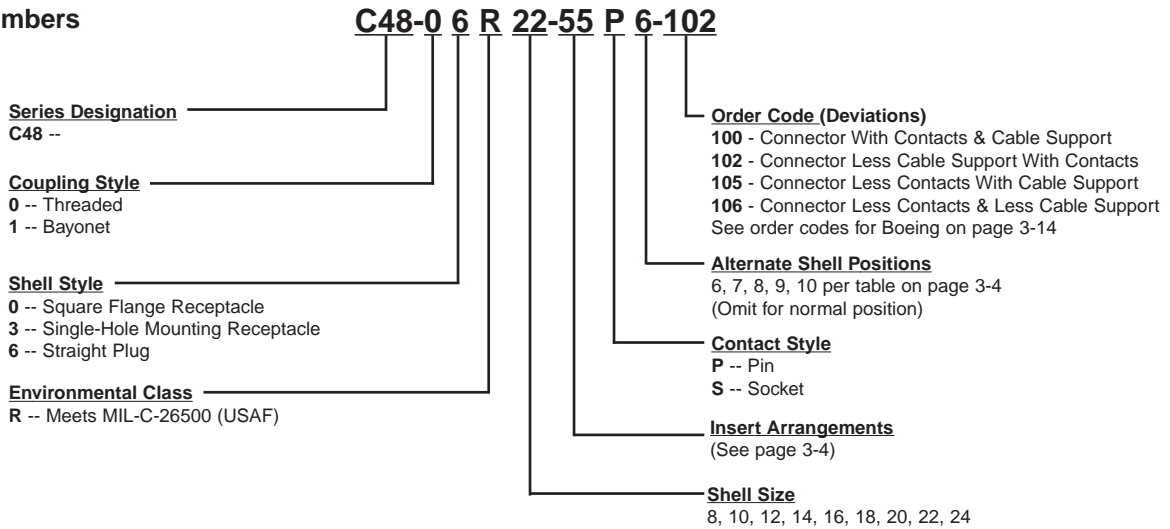 mbers
C48-0 6 R 22-55 P 6-102
Series Designation
C48 --
Coupling Style
0 -- Threaded
1 -- Bayonet
Shell Style
0 -- Square Flange Receptacle
3 -- Single-Hole Mounting Receptacle
6 -- Straight Plug
Environmental Class
R -- Meets MIL-C-26500 (USAF)
Order Code (Deviations)
100 - Connector With Contacts & Cable Support
102 - Connector Less Cable Support With Contacts
105 - Connector Less Contacts With Cable Support
106 - Connector Less Contacts & Less Cable Support
See order codes for Boeing on page 3-14
Alternate Shell Positions
6, 7, 8, 9, 10 per table on page 3-4
(Omit for normal position)
Contact Style
P -- Pin
S -- Socket
Insert Arrangements
(See page 3-4)
Shell Size
8, 10, 12, 14, 16, 18, 20, 22, 24